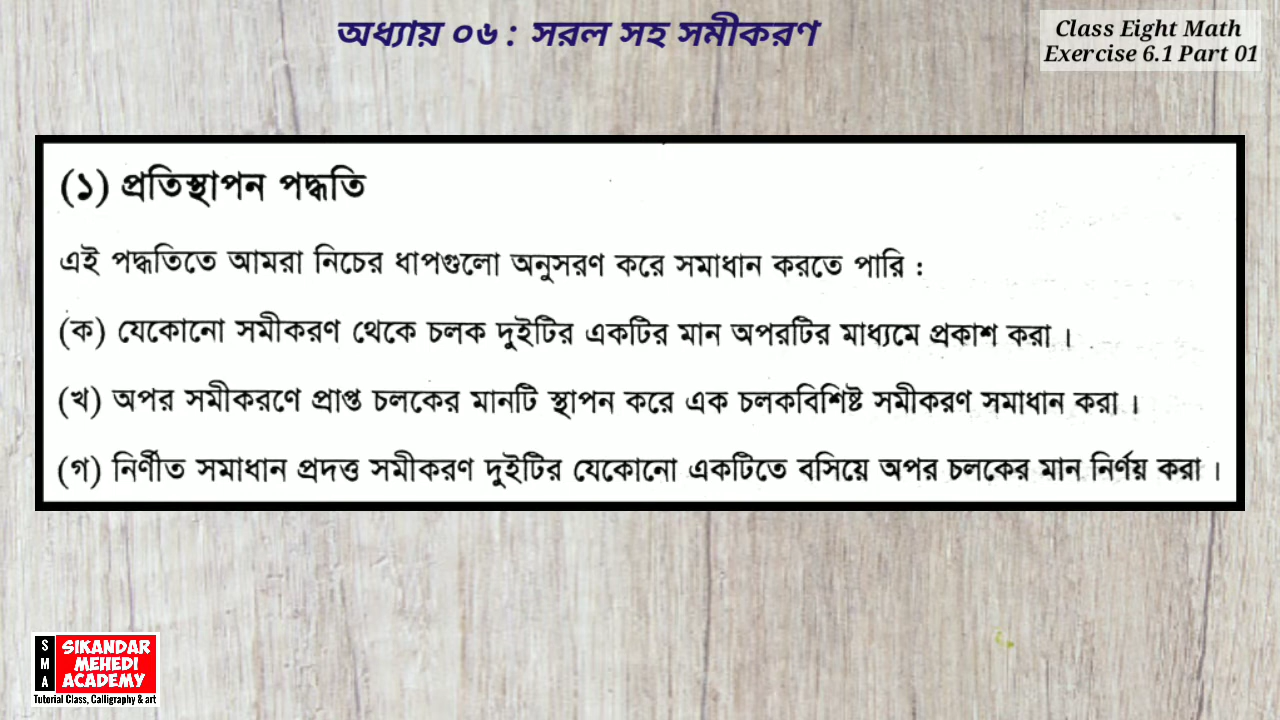 অধ্যায় ০৬ : সরল সহ সমীকরণ
Class Eight Math
Exercise 6.1 Part 01
(১) প্রতিস্থাপন পদ্ধতি
এই পদ্ধতিতে আমরা নিচের ধাপগুলো অনুসরণ করে সমাধান করতে পারি :
(ক) যেকোনো সমীকরণ থেকে চলক দুইটির একটির মান অপরটির মাধ্যমে প্রকাশ করা ।
(খ) অপর সমীকরণে প্রাপ্ত চলকের মানটি স্থাপন করে এক চলকবিশিষ্ট সমীকরণ সমাধান করা ।
(গ) নির্ণীত সমাধান প্রদত্ত সমীকরণ দুইটির যেকোনো একটিতে বসিয়ে অপর চলকের মান নির্ণয় করা ।
SMA
SIKANDAR
MEHEDI
ACADEMY
Tutorial Class, Calligraphy & art